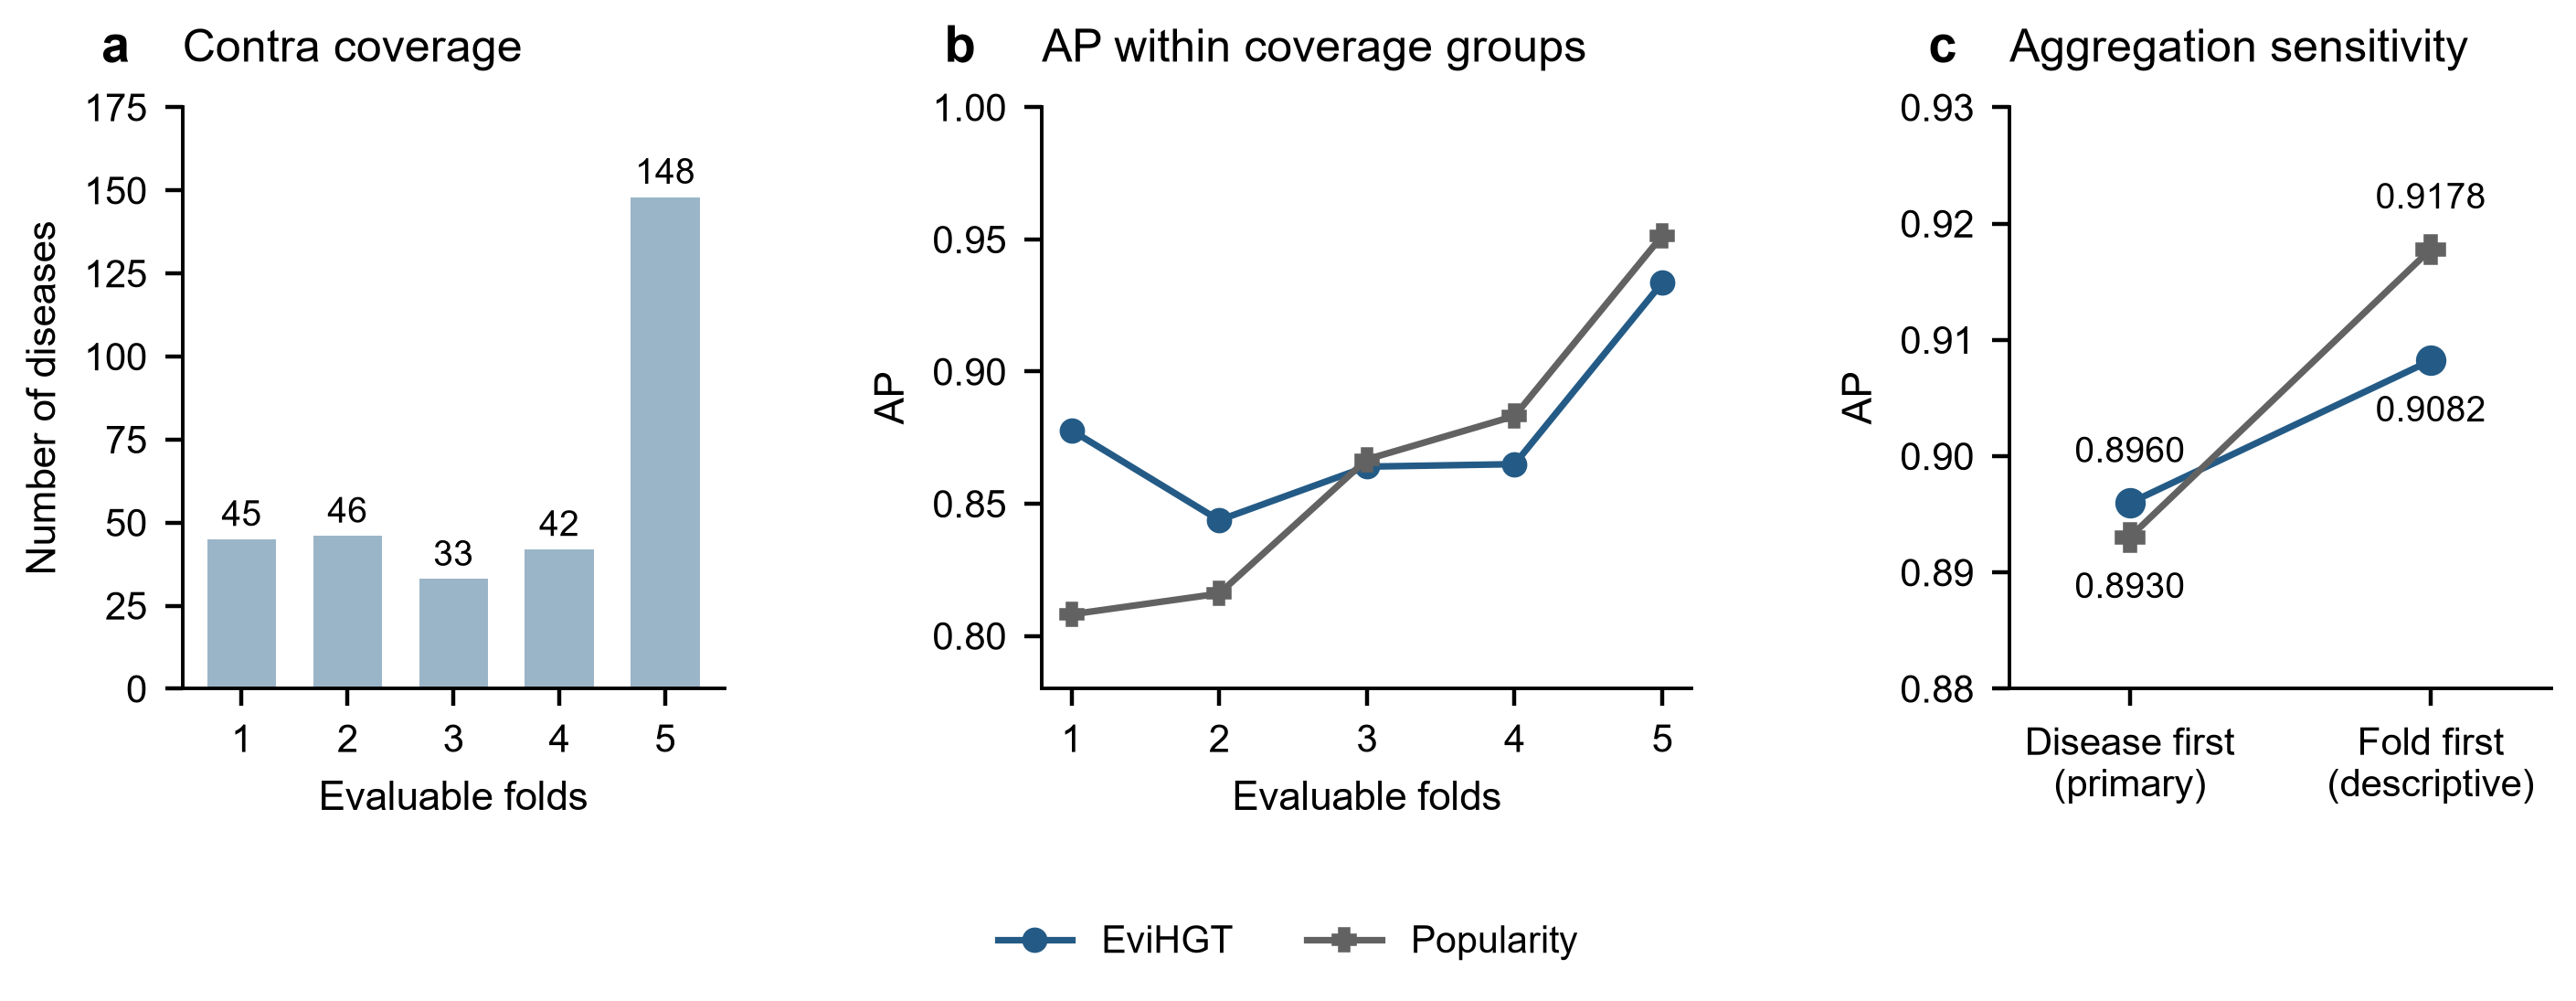 a Contra coverage
175
150
125
100
75
50
25
0
Number of diseases
45
46
33
42
148
1 2 3 4 5
Evaluable folds
b AP within coverage groups
1.00
0.95
0.90
0.85
0.80
AP
1 2 3 4 5
Evaluable folds
c Aggregation sensitivity
0.93
0.92
0.91
0.90
0.89
0.88
AP
0.9178
0.9082
0.8960
0.8930
Disease first
(primary)
Fold first
(descriptive)
EviHGT
Popularity